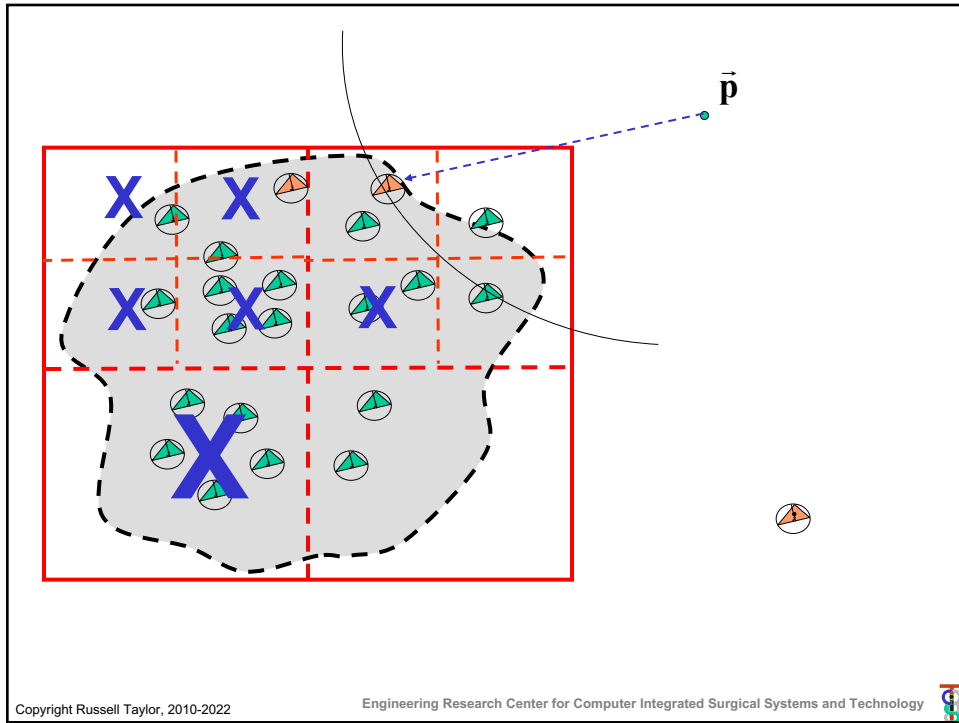 p
X X
X X X
X
Copyright Russell Taylor, 2010-2022
Engineering Research Center for Computer Integrated Surgical Systems and Technology